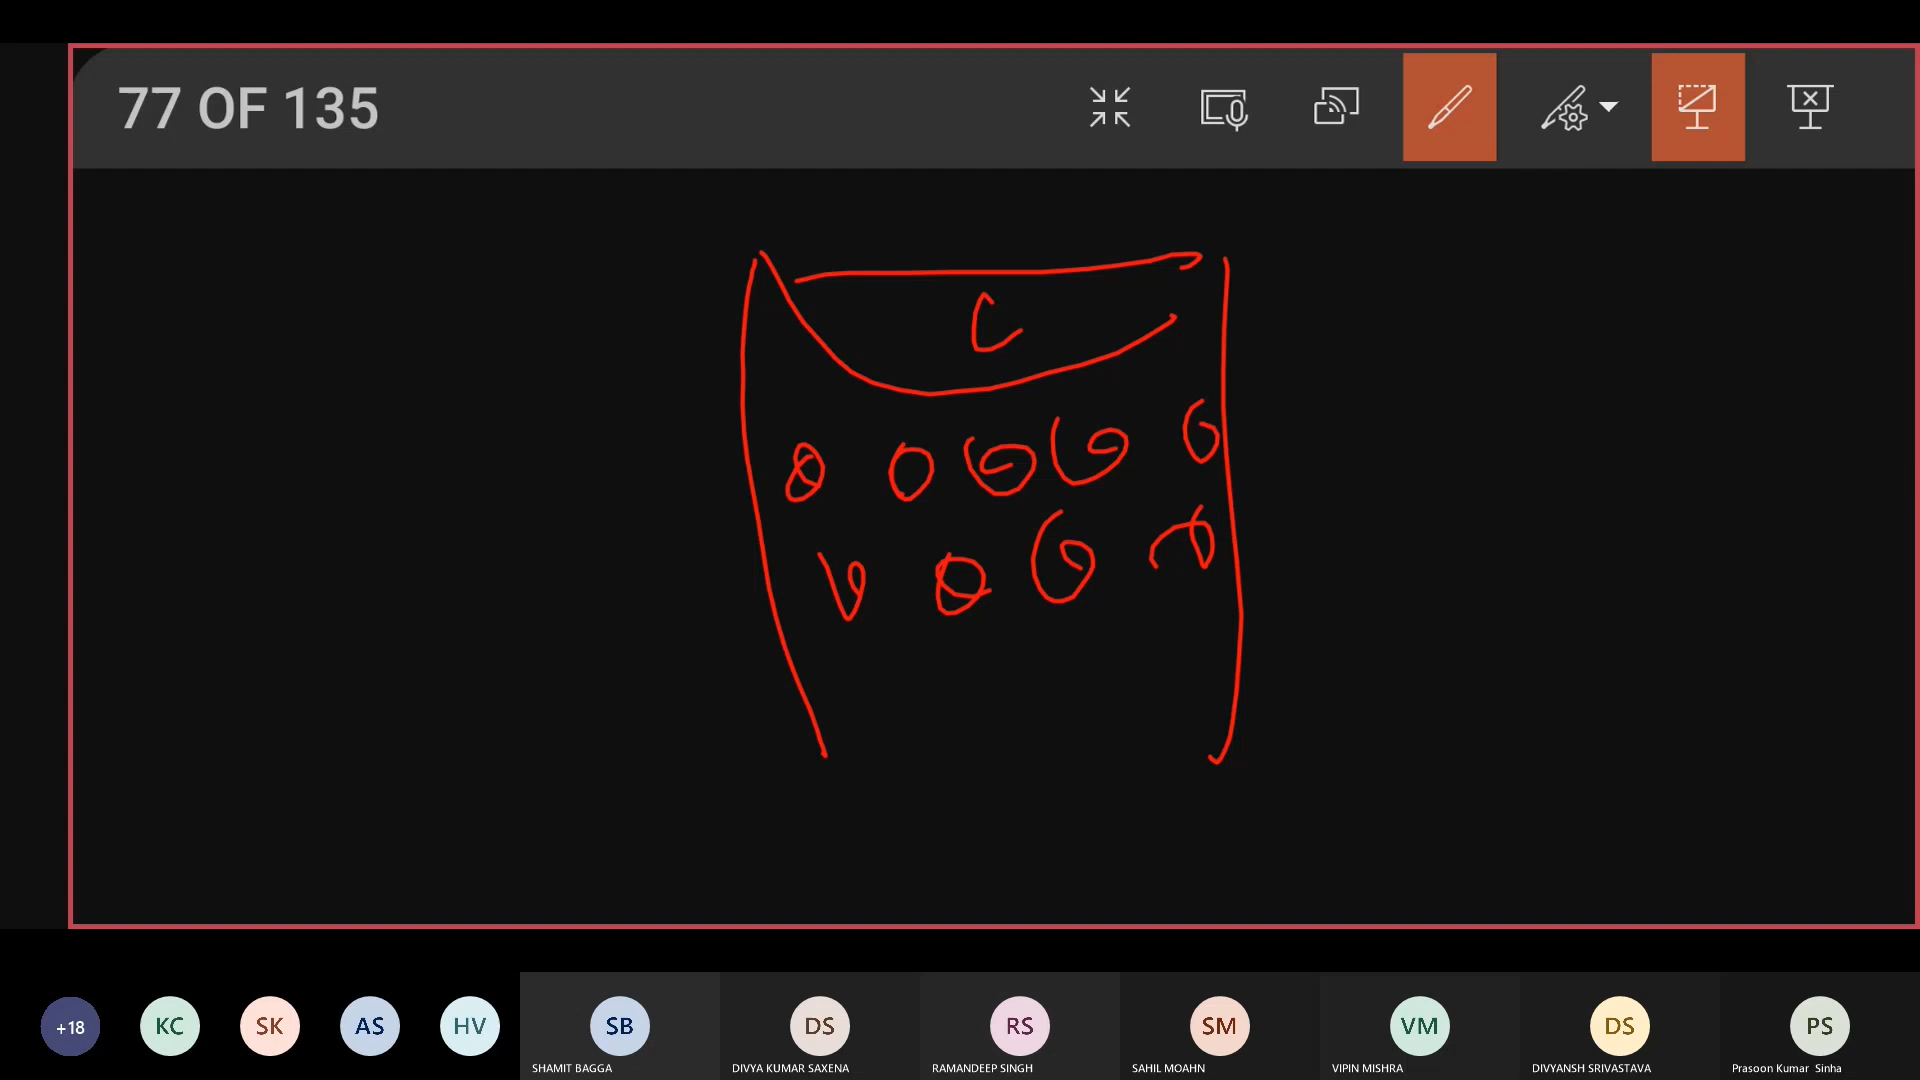 77 OF 135
C
+18 KC SK AS HV SB DS RS SM VM DS PS
SHAMIT BAGGA DIVYA KUMAR SAXENA RAMANDEEP SINGH SAHIL MOAHN VIPIN MISHRA DIVYANSH SRIVASTAVA Prasoon Kumar Sinha